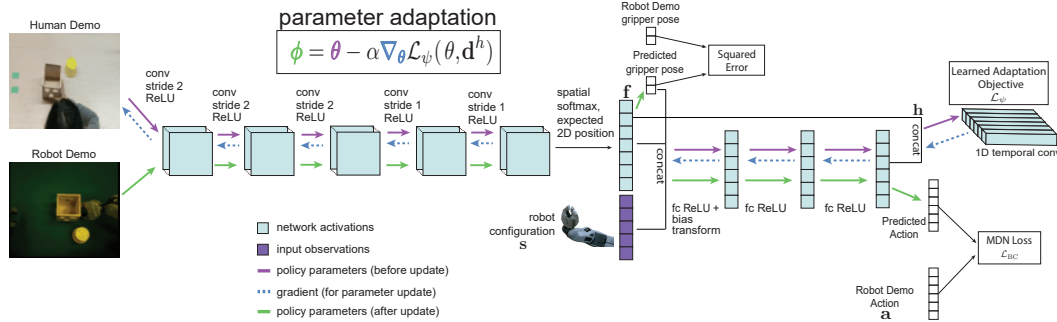 Human Demo
Robot Demo
parameter adaptation
ϕ = θ − α∇_θ ℒ_ψ(θ, d^h)
conv
stride 2
ReLU
conv
stride 2
ReLU
conv
stride 2
ReLU
conv
stride 1
ReLU
conv
stride 1
ReLU
spatial
softmax,
expected
2D position
Robot Demo
gripper pose
Predicted
gripper pose
Squared
Error
f
concat
robot
configuration
s
fc ReLU +
bias
transform
fc ReLU
fc ReLU
h
concat
Learned Adaptation
Objective
ℒ_ψ
1D temporal conv
Predicted
Action
MDN Loss
ℒ_BC
Robot Demo
Action
a
network activations
input observations
policy parameters (before update)
gradient (for parameter update)
policy parameters (after update)